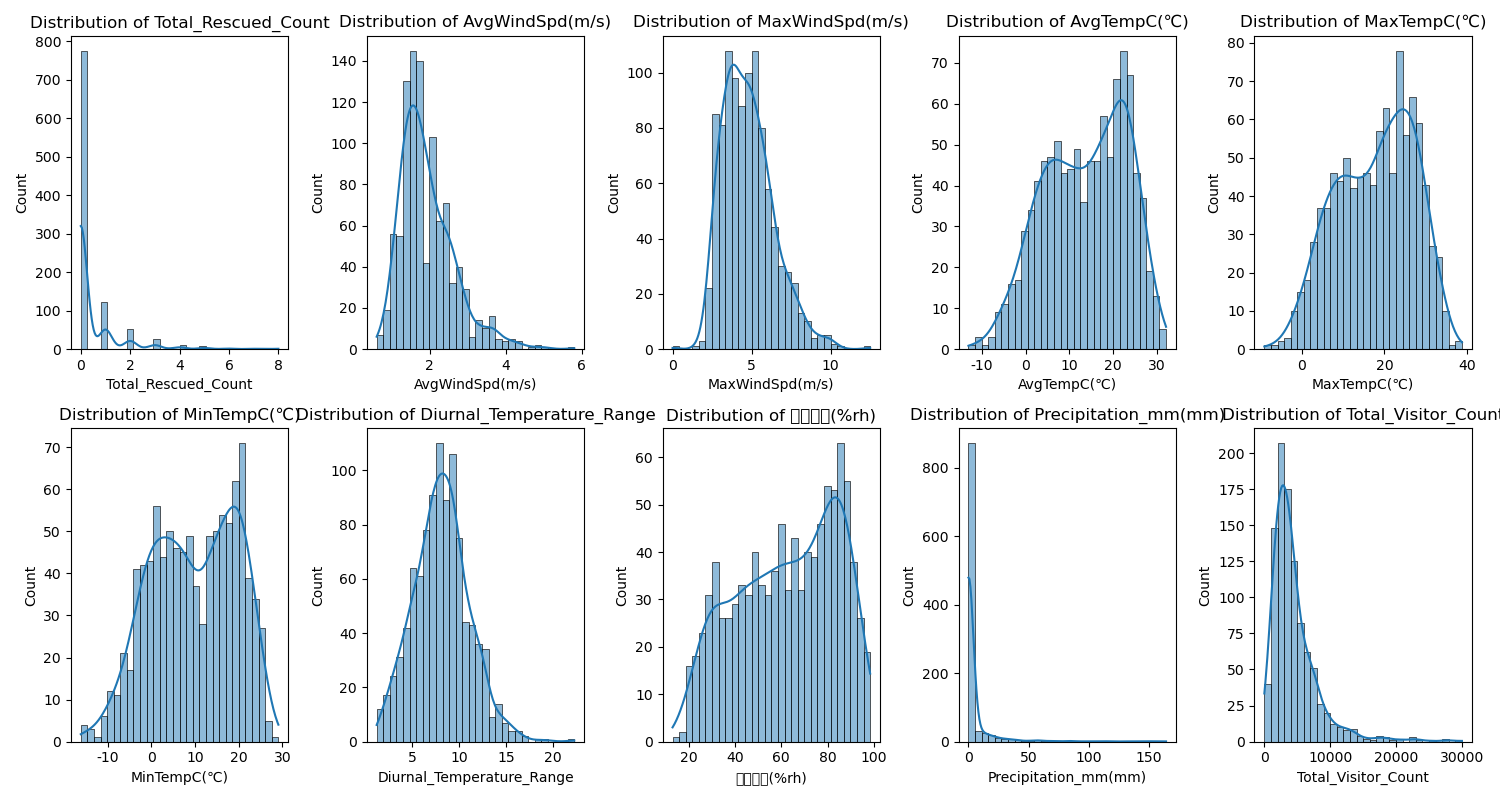 Distribution of Total_Rescued_Count
Distribution of AvgWindSpd(m/s)
Distribution of MaxWindSpd(m/s)
Distribution of AvgTempC(℃)
Distribution of MaxTempC(℃)
800
700
600
500
400
300
200
100
0
Count
0 2 4 6 8
Total_Rescued_Count
140
120
100
80
60
40
20
0
Count
2 4 6
AvgWindSpd(m/s)
100
80
60
40
20
0
Count
0 5 10
MaxWindSpd(m/s)
70
60
50
40
30
20
10
0
Count
-10 0 10 20 30
AvgTempC(℃)
80
70
60
50
40
30
20
10
0
Count
0 20 40
MaxTempC(℃)
Distribution of MinTempC(℃)
Distribution of Diurnal_Temperature_Range
Distribution of (%rh)
Distribution of Precipitation_mm(mm)
Distribution of Total_Visitor_Count
70
60
50
40
30
20
10
0
Count
-10 0 10 20 30
MinTempC(℃)
100
80
60
40
20
0
Count
5 10 15 20
Diurnal_Temperature_Range
60
50
40
30
20
10
0
Count
20 40 60 80 100
(%rh)
800
600
400
200
0
Count
0 50 100 150
Precipitation_mm(mm)
200
175
150
125
100
75
50
25
0
Count
0 10000 20000 30000
Total_Visitor_Count